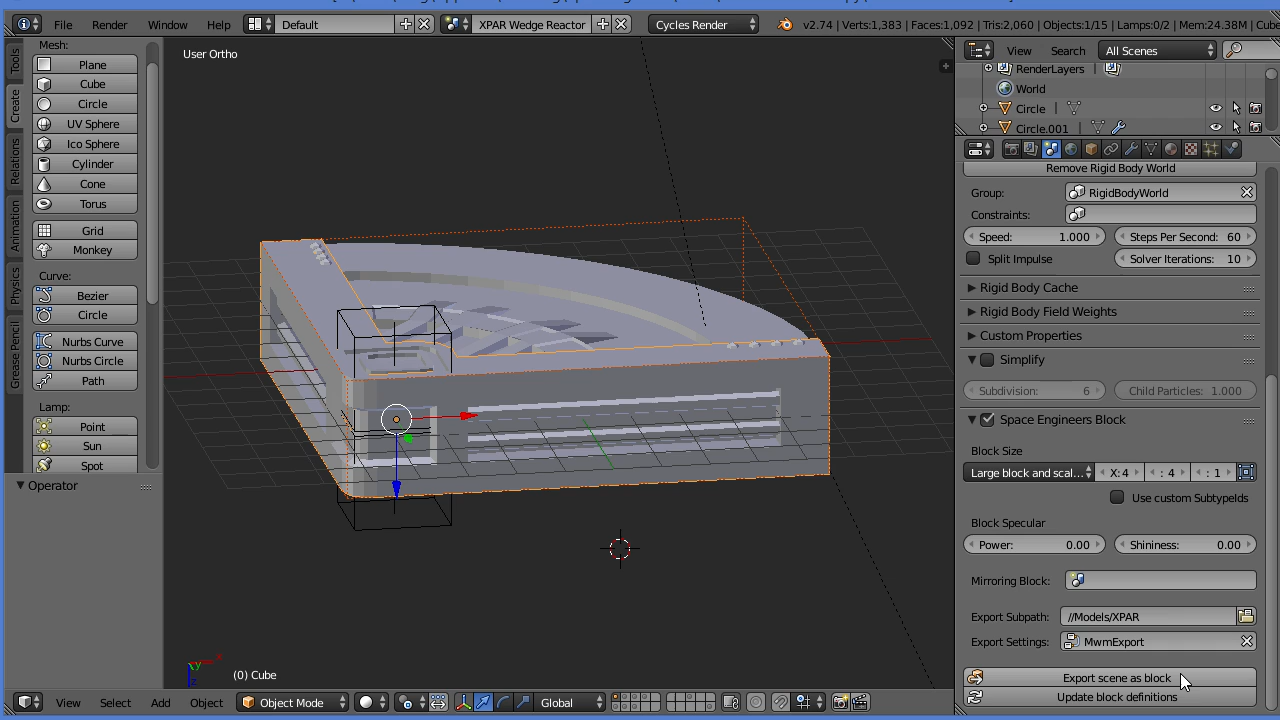 File Render Window Help Default XPAR Wedge Reactor Cycles Render v2.74 | Verts:1,383 | Faces:1,092 | Tris:2,060 | Objects:1/15 | Lamps:0/2 | Mem:24.38M | Cube
Tools
Create
Relations
Animation
Physics
Grease Pencil
Mesh:
Plane
Cube
Circle
UV Sphere
Ico Sphere
Cylinder
Cone
Torus
Grid
Monkey
Curve:
Bezier
Circle
Nurbs Curve
Nurbs Circle
Path
Lamp:
Point
Sun
Spot
Operator
User Ortho
x
y
z
(0) Cube
View Select Add Object Object Mode Global
View Search All Scenes
RenderLayers
World
Circle
Circle.001
Remove Rigid Body World
Group: RigidBodyWorld
Constraints:
Speed: 1.000 Steps Per Second: 60
Split Impulse Solver Iterations: 10
Rigid Body Cache
Rigid Body Field Weights
Custom Properties
Simplify
Subdivision: 6 Child Particles: 1.000
Space Engineers Block
Block Size
Large block and scal... X: 4 : 4 : 1
Use custom SubtypeIds
Block Specular
Power: 0.00 Shininess: 0.00
Mirroring Block:
Export Subpath: //Models/XPAR
Export Settings: MwmExport
Export scene as block
Update block definitions